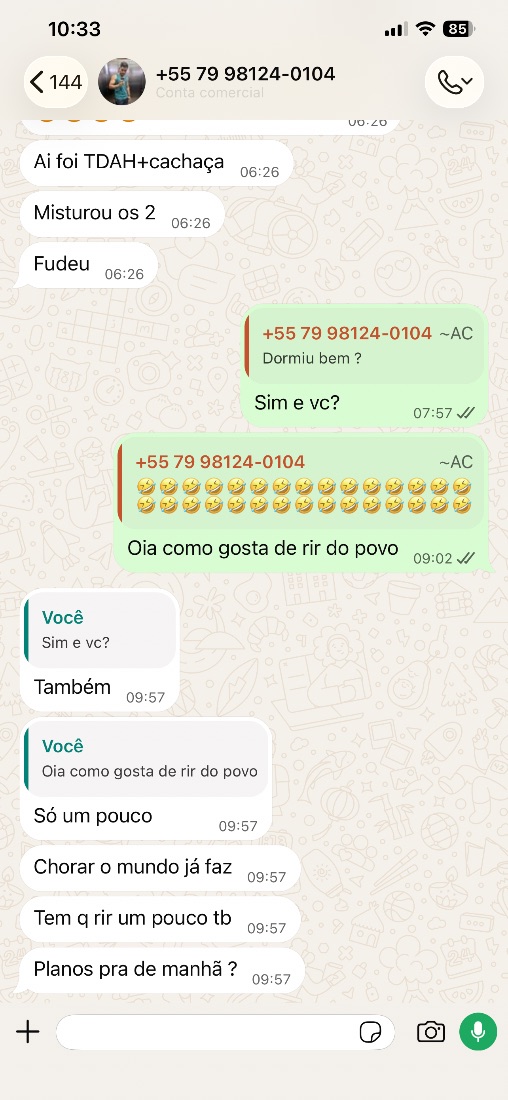 10:33
85
144
+55 79 98124-0104
Conta comercial
06:26
Ai foi TDAH+cachaça 06:26
Misturou os 2 06:26
Fudeu 06:26
+55 79 98124-0104 ~AC
Dormiu bem ?
Sim e vc? 07:57
+55 79 98124-0104 ~AC
🤣🤣🤣🤣🤣🤣🤣🤣🤣🤣🤣🤣🤣🤣🤣
🤣🤣🤣🤣🤣🤣🤣🤣🤣🤣🤣🤣🤣🤣🤣
Oia como gosta de rir do povo 09:02
Você
Sim e vc?
Também 09:57
Você
Oia como gosta de rir do povo
Só um pouco 09:57
Chorar o mundo já faz 09:57
Tem q rir um pouco tb 09:57
Planos pra de manhã ? 09:57